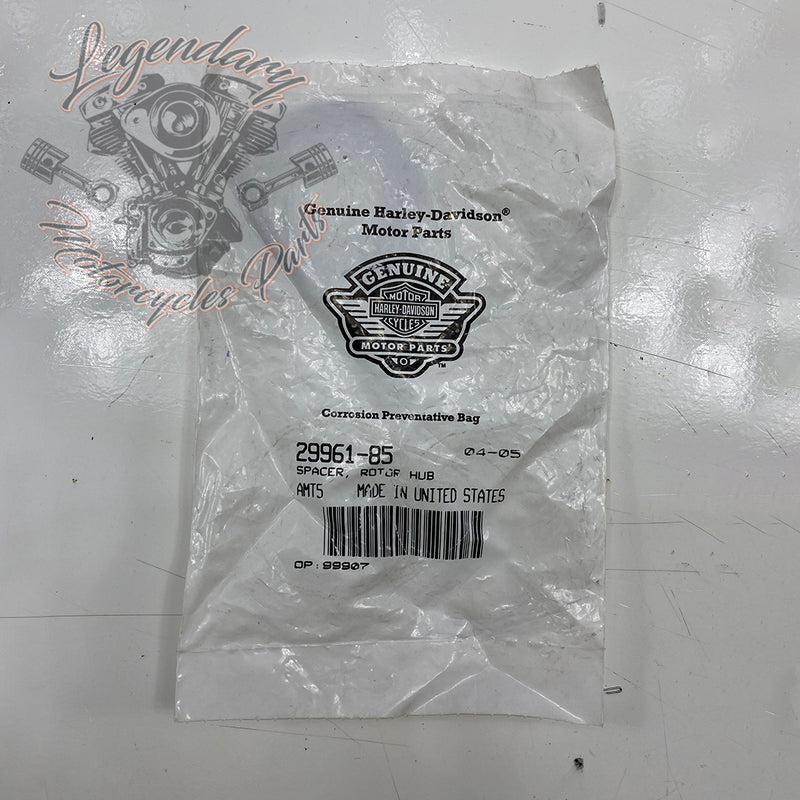 Legendary
Motorcycles Parts
Genuine Harley-Davidson®
Motor Parts
GENUINE
MOTOR
HARLEY-DAVIDSON
CYCLES
MOTOR PARTS
TM
Corrosion Preventative Bag
29961-85 04-05
SPACER, ROTOR HUB
AMT5 MADE IN UNITED STATES
OP:99907